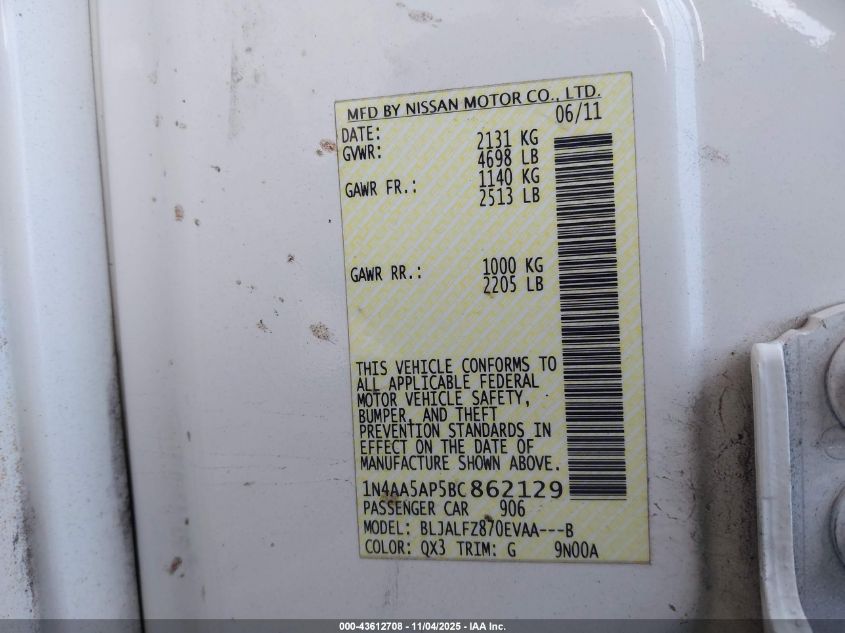 MFD BY NISSAN MOTOR CO., LTD.
DATE: 06/11
GVWR: 2131 KG
4698 LB
GAWR FR.: 1140 KG
2513 LB
GAWR RR.: 1000 KG
2205 LB
THIS VEHICLE CONFORMS TO
ALL APPLICABLE FEDERAL
MOTOR VEHICLE SAFETY,
BUMPER, AND THEFT
PREVENTION STANDARDS IN
EFFECT ON THE DATE OF
MANUFACTURE SHOWN ABOVE.
1N4AA5AP5BC862129
PASSENGER CAR 906
MODEL: BLJALFZ870EVAA---B
COLOR: QX3 TRIM: G 9N00A
000-43612708 - 11/04/2025 - IAA Inc.